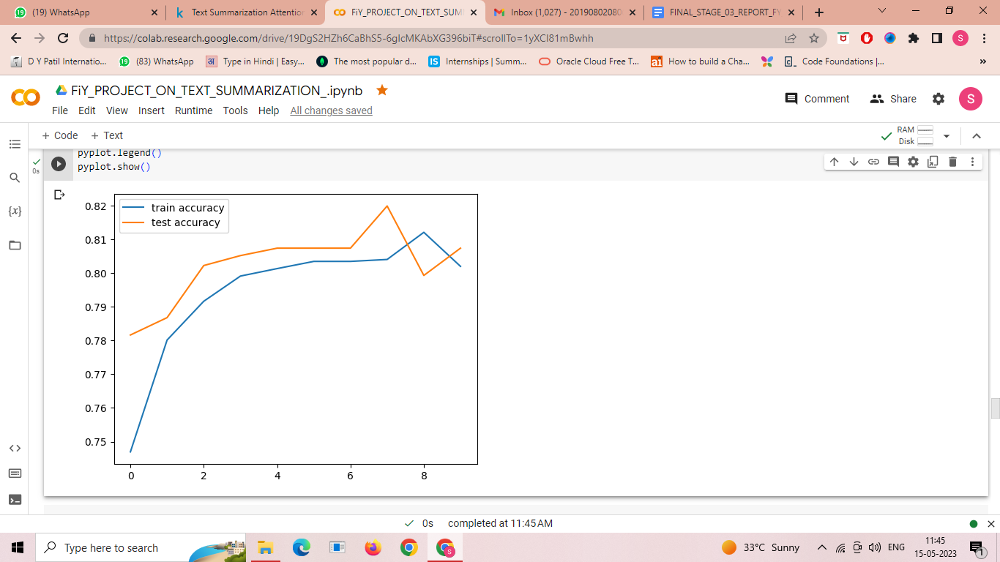 (19) WhatsApp
Text Summarization Attention
FiY_PROJECT_ON_TEXT_SUM
Inbox (1,027) - 20190802080
FINAL_STAGE_03_REPORT_FY
https://colab.research.google.com/drive/19DgS2HZh6CaBhS5-6gIcMKAbXG396biT#scrollTo=1yXCI81mBwhh
S
D Y Patil Internatio...
(83) WhatsApp
Type in Hindi | Easy...
The most popular d...
Internships | Summ...
Oracle Cloud Free T...
How to build a Cha...
Code Foundations |...
FiY_PROJECT_ON_TEXT_SUMMARIZATION_.ipynb
Comment
Share
S
File Edit View Insert Runtime Tools Help All changes saved
+ Code + Text
RAM
Disk
pyplot.legend()
pyplot.show()
0s
train accuracy
test accuracy
0.82
0.81
0.80
0.79
0.78
0.77
0.76
0.75
0 2 4 6 8
0s completed at 11:45 AM
Type here to search
33°C Sunny
ENG
11:45
15-05-2023
1